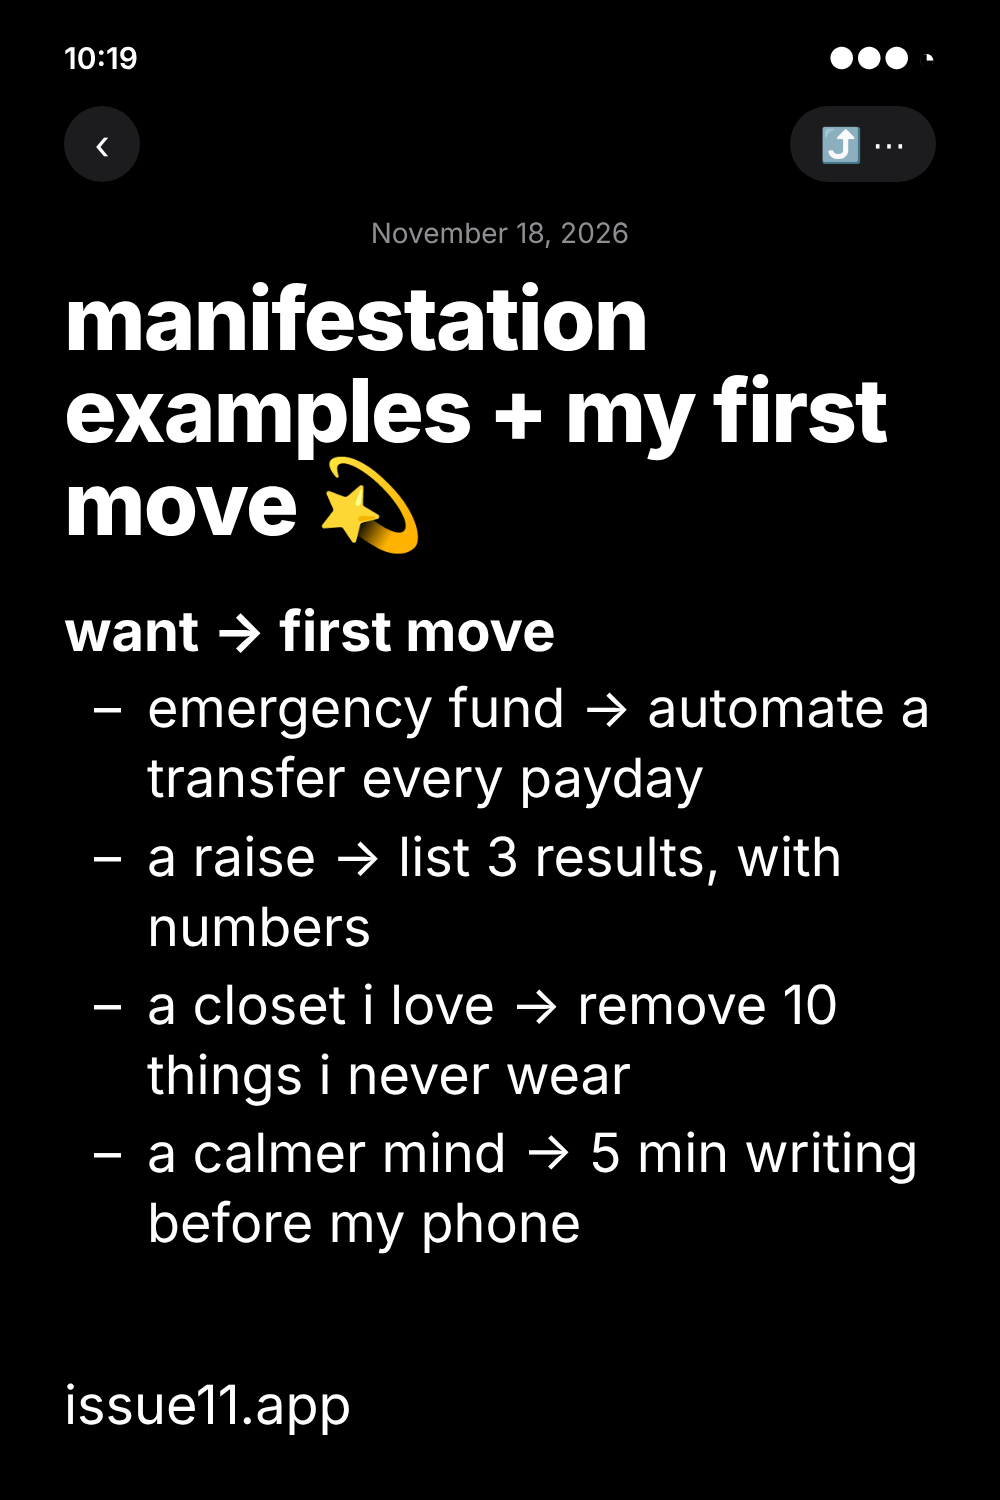 10:19
‹
⤴️ ⋯
November 18, 2026
manifestation
examples + my first
move 💫
want → first move
– emergency fund → automate a
transfer every payday
– a raise → list 3 results, with
numbers
– a closet i love → remove 10
things i never wear
– a calmer mind → 5 min writing
before my phone
issue11.app